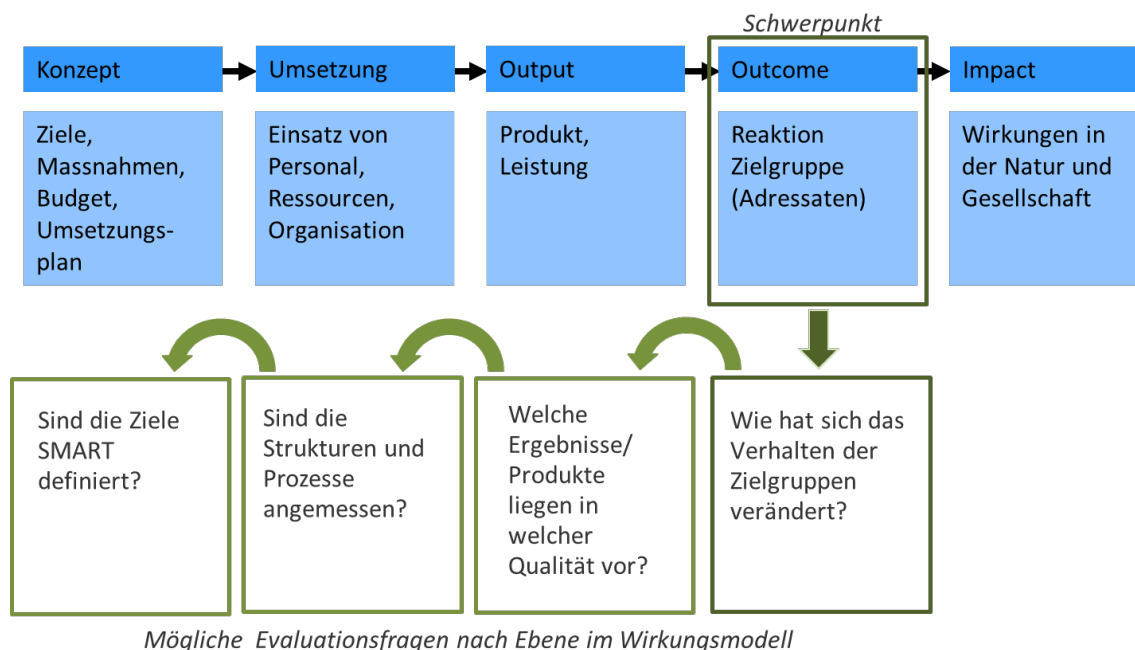 Schwerpunkt
Konzept
Umsetzung
Output
Outcome
Impact
Ziele,
Massnahmen,
Budget,
Umsetzungs-
plan
Einsatz von
Personal,
Ressourcen,
Organisation
Produkt,
Leistung
Reaktion
Zielgruppe
(Adressaten)
Wirkungen in
der Natur und
Gesellschaft
Sind die Ziele
SMART
definiert?
Sind die
Strukturen und
Prozesse
angemessen?
Welche
Ergebnisse/
Produkte
liegen in
welcher
Qualität vor?
Wie hat sich das
Verhalten der
Zielgruppen
verändert?
Mögliche Evaluationsfragen nach Ebene im Wirkungsmodell